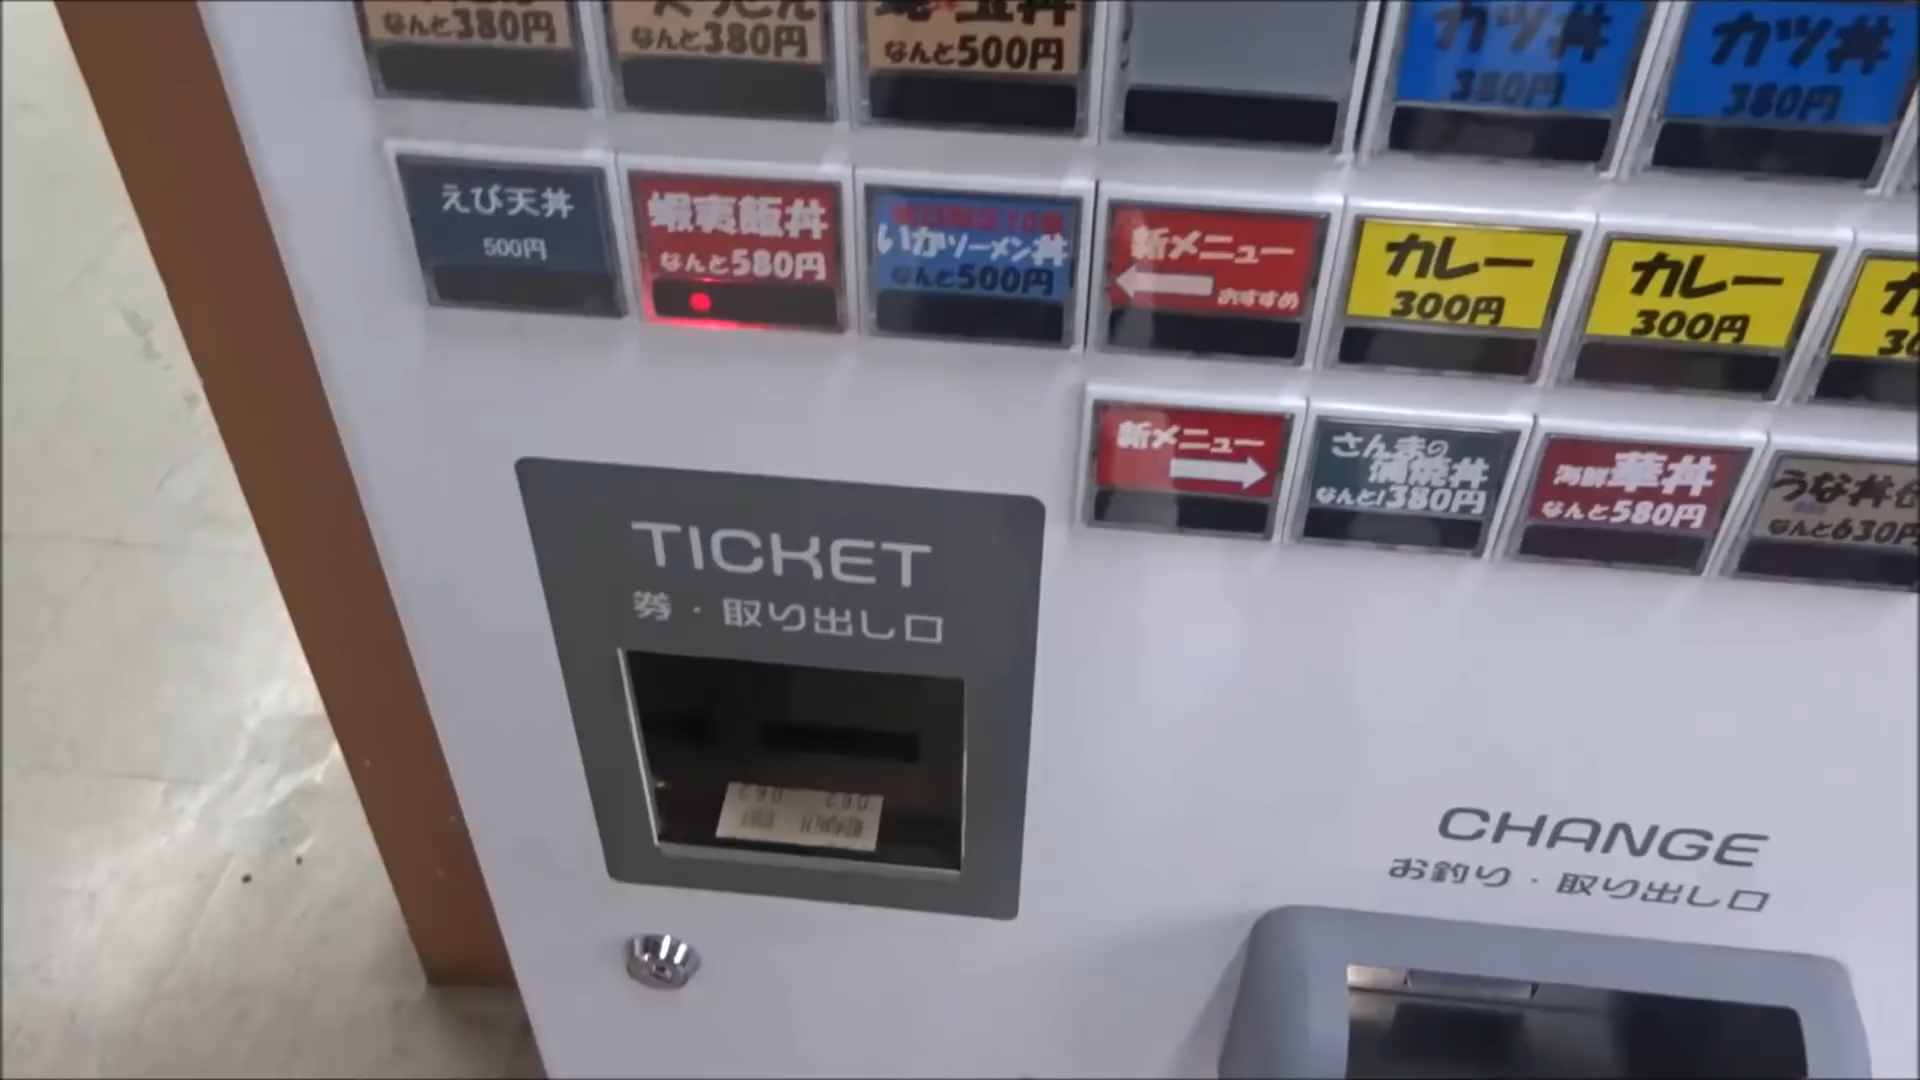 なんと380円
なんと380円
なんと500円
カツ丼
380円
カツ丼
380円
えび天丼
500円
蝦夷飯丼
なんと580円
いかソーメン丼
なんと500円
新メニュー
おすすめ
カレー
300円
カレー
300円
新メニュー
さんまの
蒲焼丼
なんと!380円
海鮮華丼
なんと580円
うな丼
なんと630円
TICKET
券・取り出し口
CHANGE
お釣り・取り出し口